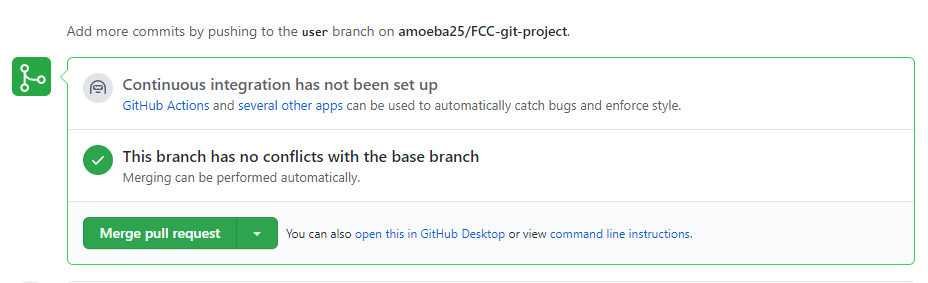 Add more commits by pushing to the user branch on amoeba25/FCC-git-project.
Continuous integration has not been set up
GitHub Actions and several other apps can be used to automatically catch bugs and enforce style.
This branch has no conflicts with the base branch
Merging can be performed automatically.
Merge pull request You can also open this in GitHub Desktop or view command line instructions.